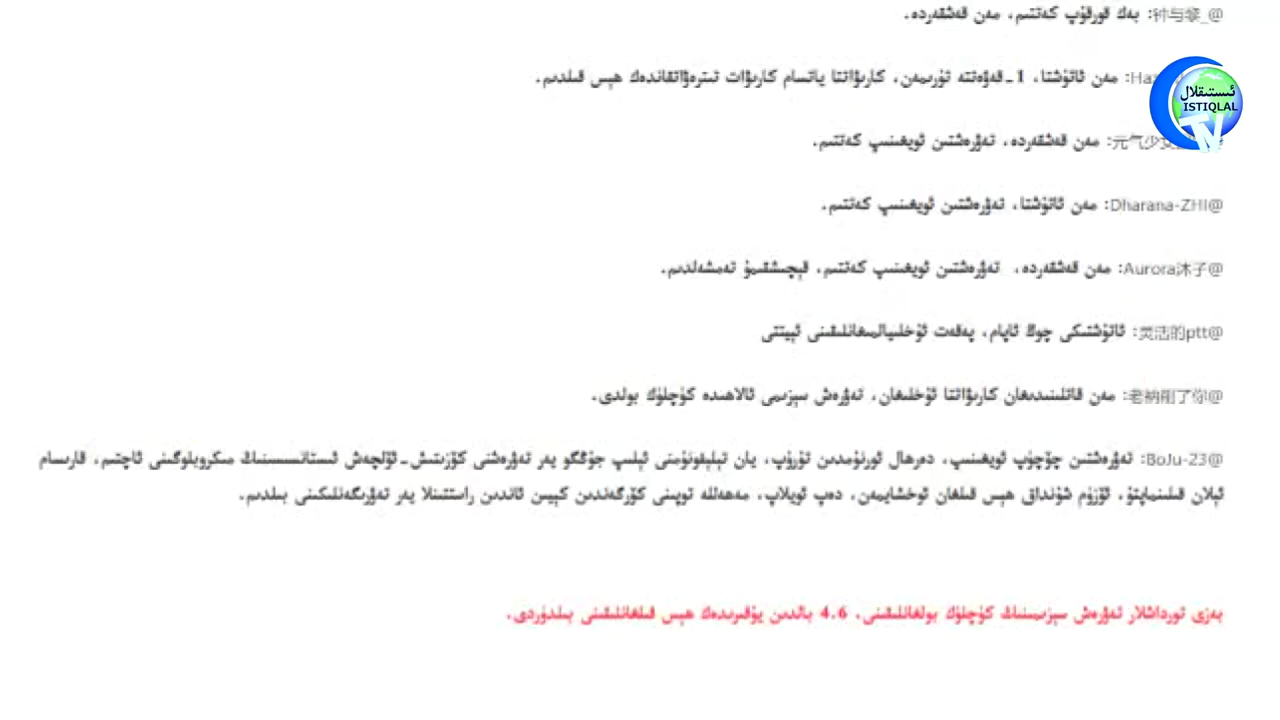 @钟与黎_: بەك قورقۇپ كەتتىم، مەن قەشقەردە.
Ha: مەن ئاتۇشتا، 1-قەۋەتتە تۇرىمەن، كارىۋاتتا ياتسام كارىۋات تىترەۋاتقاندەك ھېس قىلدىم.
ئىستىقلال
ISTIQLAL
TV
元气少女: مەن قەشقەردە، تەۋرەشتىن ئويغىنىپ كەتتىم.
@Dharana-ZHI: مەن ئاتۇشتا، تەۋرەشتىن ئويغىنىپ كەتتىم.
@Aurora沐子: مەن قەشقەردە، تەۋرەشتىن ئويغىنىپ كەتتىم، قېچىشقىمۇ تەمشەلدىم.
@灵活的ptt: ئاتۇشتىكى چوڭ ئاپام، پەقەت ئۇخلىيالمىغانلىقىنى ئېيتتى
@老衲削了你: مەن قاتلىنىدىغان كارىۋاتتا ئۇخلىغان، تەۋرەش سېزىمى ئالاھىدە كۈچلۈك بولدى.
@BoJu-23: تەۋرەشتىن چۆچۈپ ئويغىنىپ، دەرھال ئورنۇمدىن تۇرۇپ، يان تېلېفونۇمنى ئېلىپ جۇڭگو يەر تەۋرەشنى كۆزىتىش-ئۆلچەش ئىستانسىسىنىڭ مىكروبلوگىنى ئاچتىم، قارىسام
ئېلان قىلىنماپتۇ، ئۆزۈم شۇنداق ھېس قىلغان ئوخشايمەن، دەپ ئويلاپ، مەھەللە توپىنى كۆرگەندىن كېيىن ئاندىن راستتىنلا يەر تەۋرىگەنلىكىنى بىلدىم.
بەزى تورداشلار تەۋرەش سېزىمىنىڭ كۈچلۈك بولغانلىقىنى، 4.6 بالدىن يۇقىرىدەك ھېس قىلغانلىقىنى بىلدۈردى.